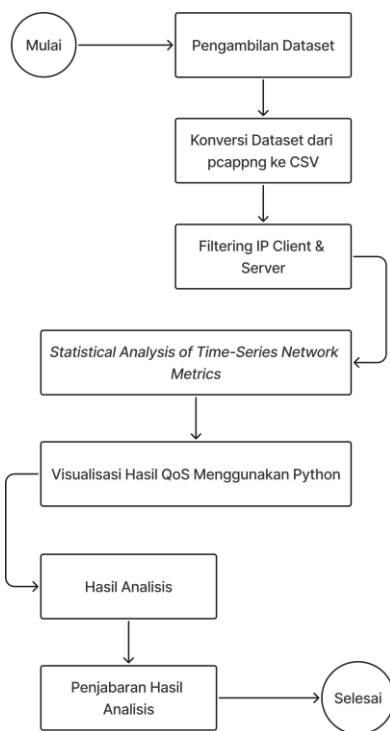 Mulai
Pengambilan Dataset
Konversi Dataset dari
pcappng ke CSV
Filtering IP Client &
Server
Statistical Analysis of Time-Series Network
Metrics
Visualisasi Hasil QoS Menggunakan Python
Hasil Analisis
Penjabaran Hasil
Analisis
Selesai